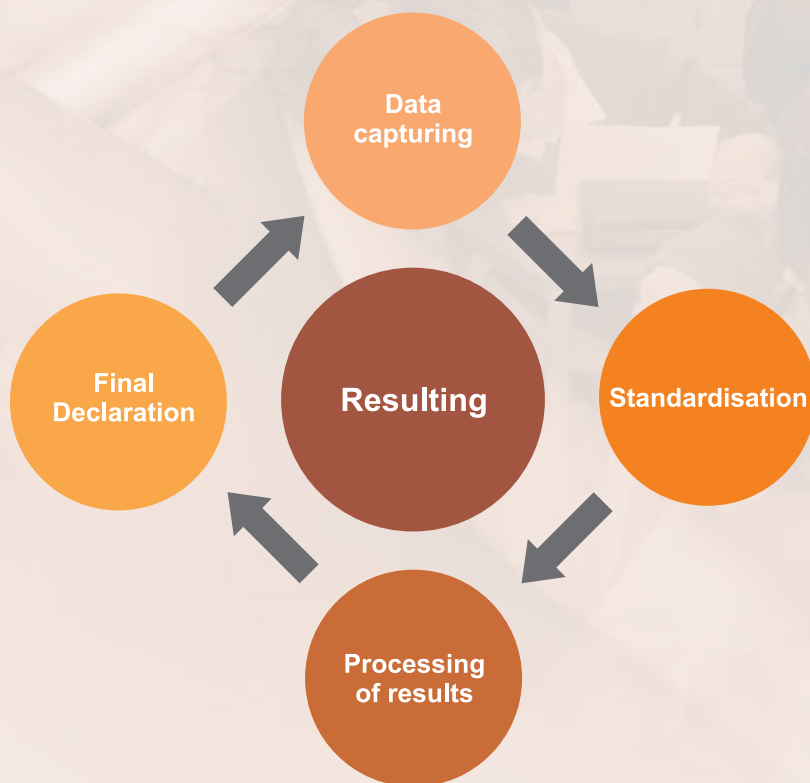 Data
capturing
Final
Declaration
Resulting
Standardisation
Processing
of results